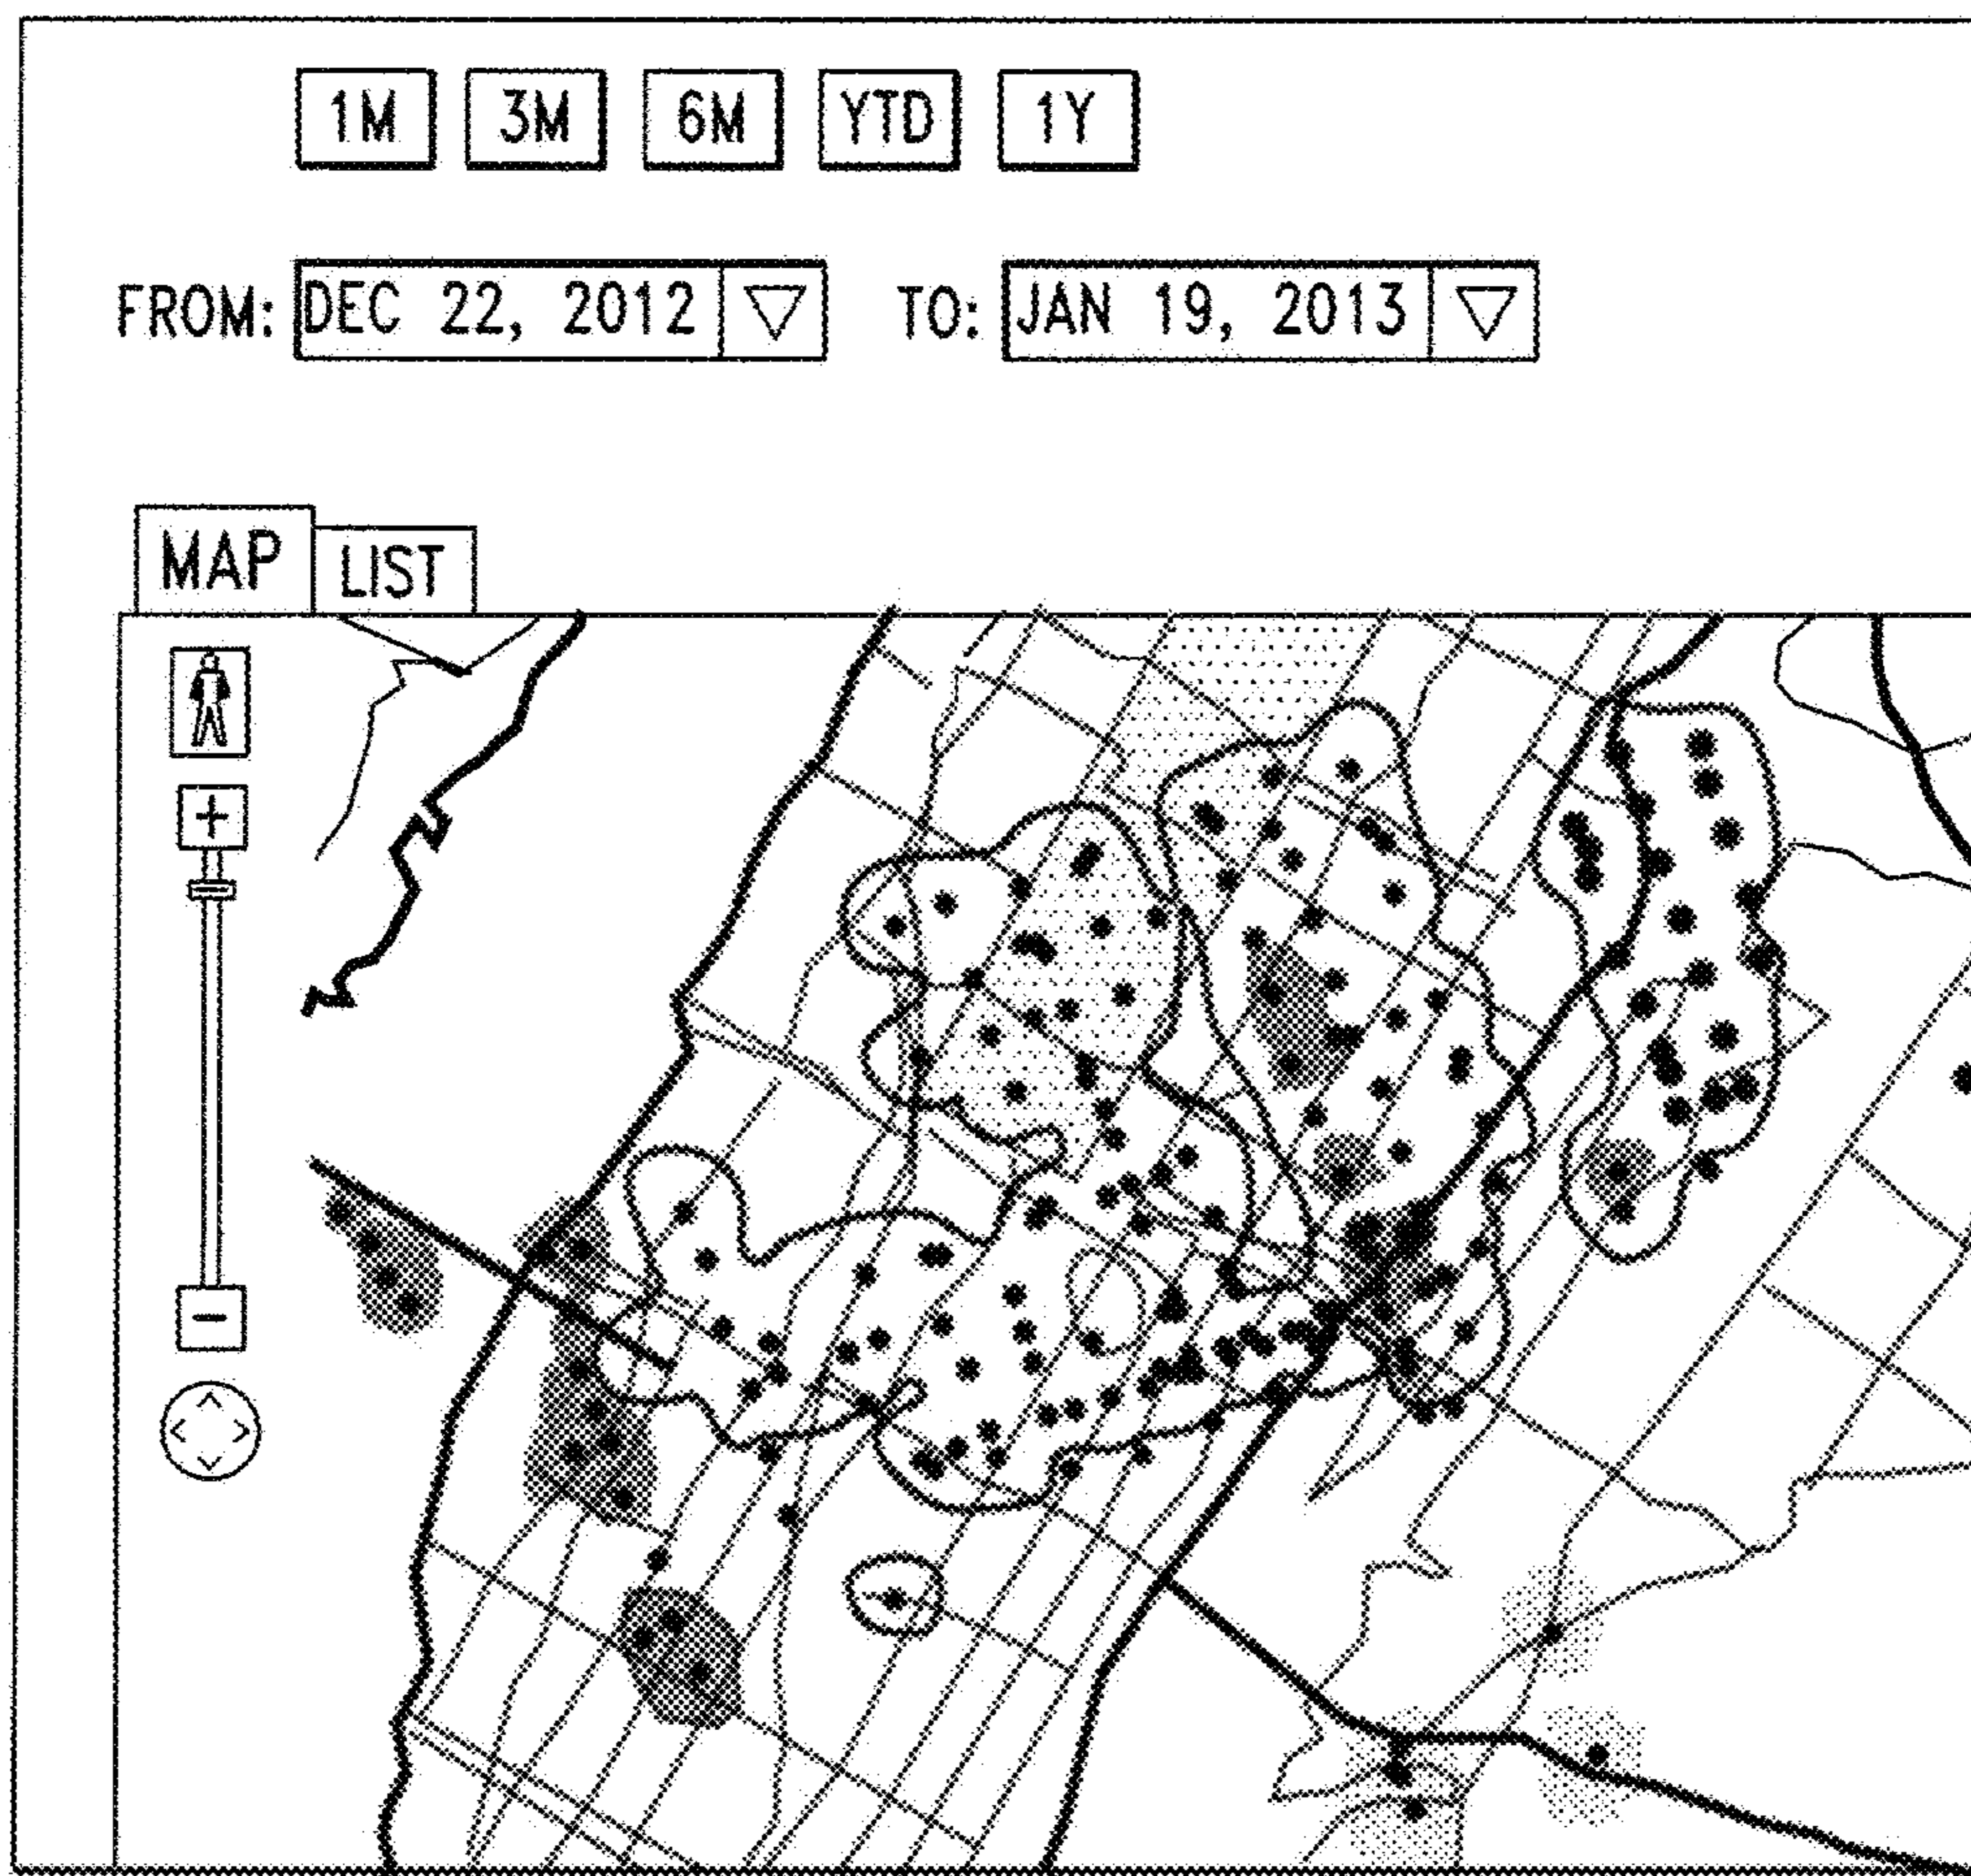 1M 3M 6M YTD 1Y
FROM: DEC 22, 2012 TO: JAN 19, 2013
MAP LIST
+
−